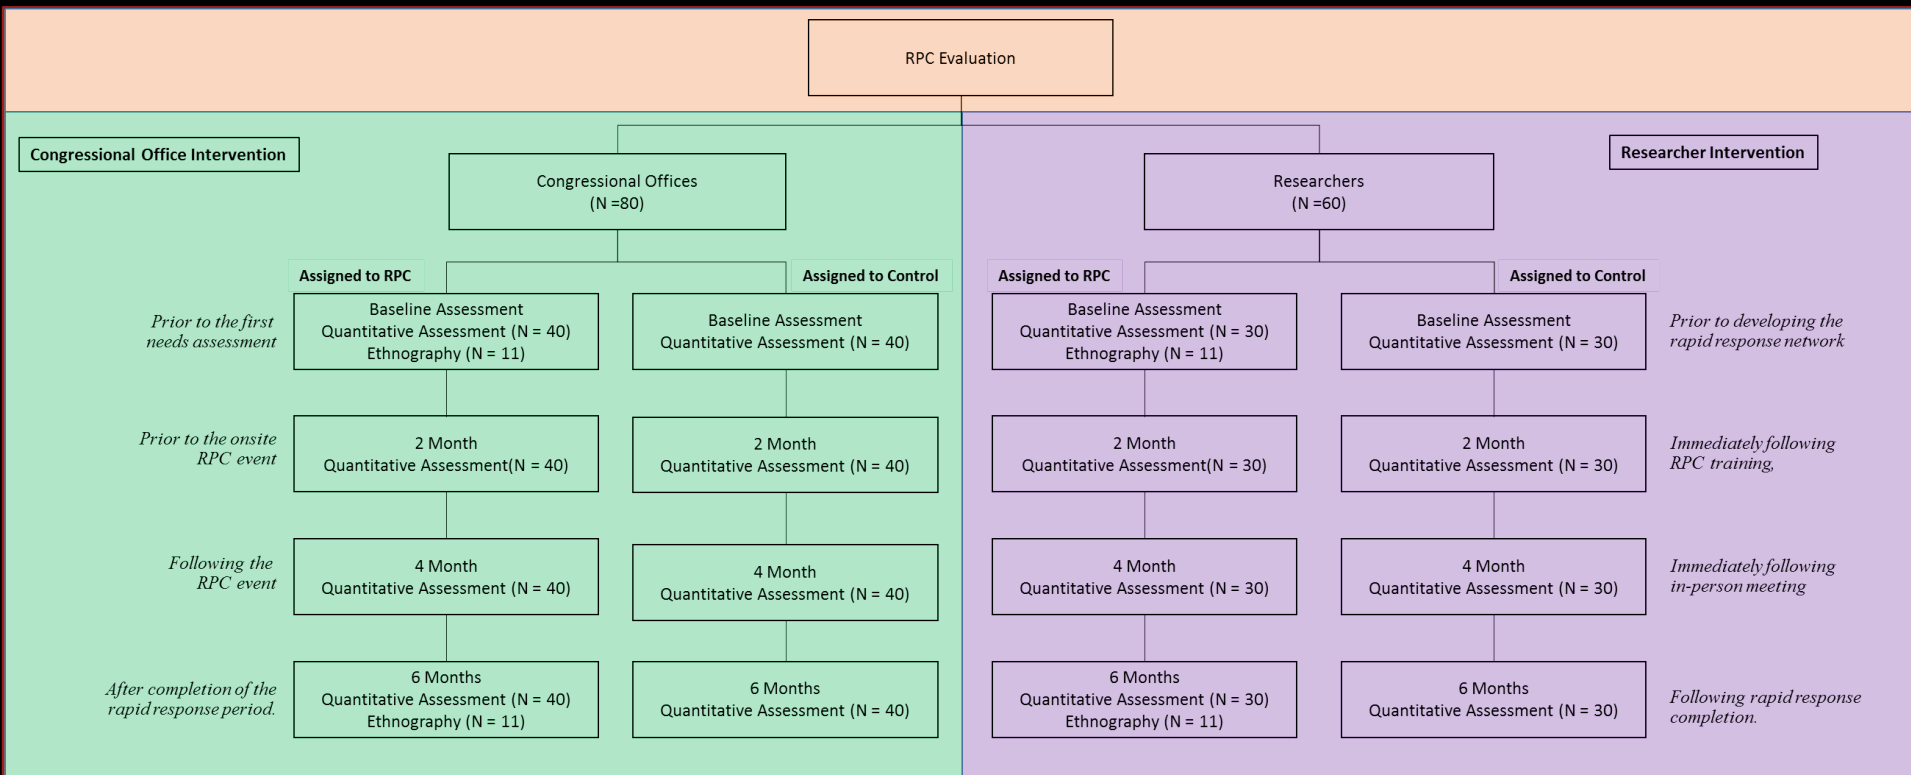 RPC Evaluation
Congressional Office Intervention
Researcher Intervention
Congressional Offices
(N =80)
Researchers
(N =60)
Assigned to RPC
Assigned to Control
Assigned to RPC
Assigned to Control
Prior to the first
needs assessment
Baseline Assessment
Quantitative Assessment (N = 40)
Ethnography (N = 11)
Baseline Assessment
Quantitative Assessment (N = 40)
Baseline Assessment
Quantitative Assessment (N = 30)
Ethnography (N = 11)
Baseline Assessment
Quantitative Assessment (N = 30)
Prior to developing the
rapid response network
Prior to the onsite
RPC event
2 Month
Quantitative Assessment(N = 40)
2 Month
Quantitative Assessment (N = 40)
2 Month
Quantitative Assessment(N = 30)
2 Month
Quantitative Assessment (N = 30)
Immediately following
RPC training,
Following the
RPC event
4 Month
Quantitative Assessment (N = 40)
4 Month
Quantitative Assessment (N = 40)
4 Month
Quantitative Assessment (N = 30)
4 Month
Quantitative Assessment (N = 30)
Immediately following
in-person meeting
After completion of the
rapid response period.
6 Months
Quantitative Assessment (N = 40)
Ethnography (N = 11)
6 Months
Quantitative Assessment (N = 40)
6 Months
Quantitative Assessment (N = 30)
Ethnography (N = 11)
6 Months
Quantitative Assessment (N = 30)
Following rapid response
completion.